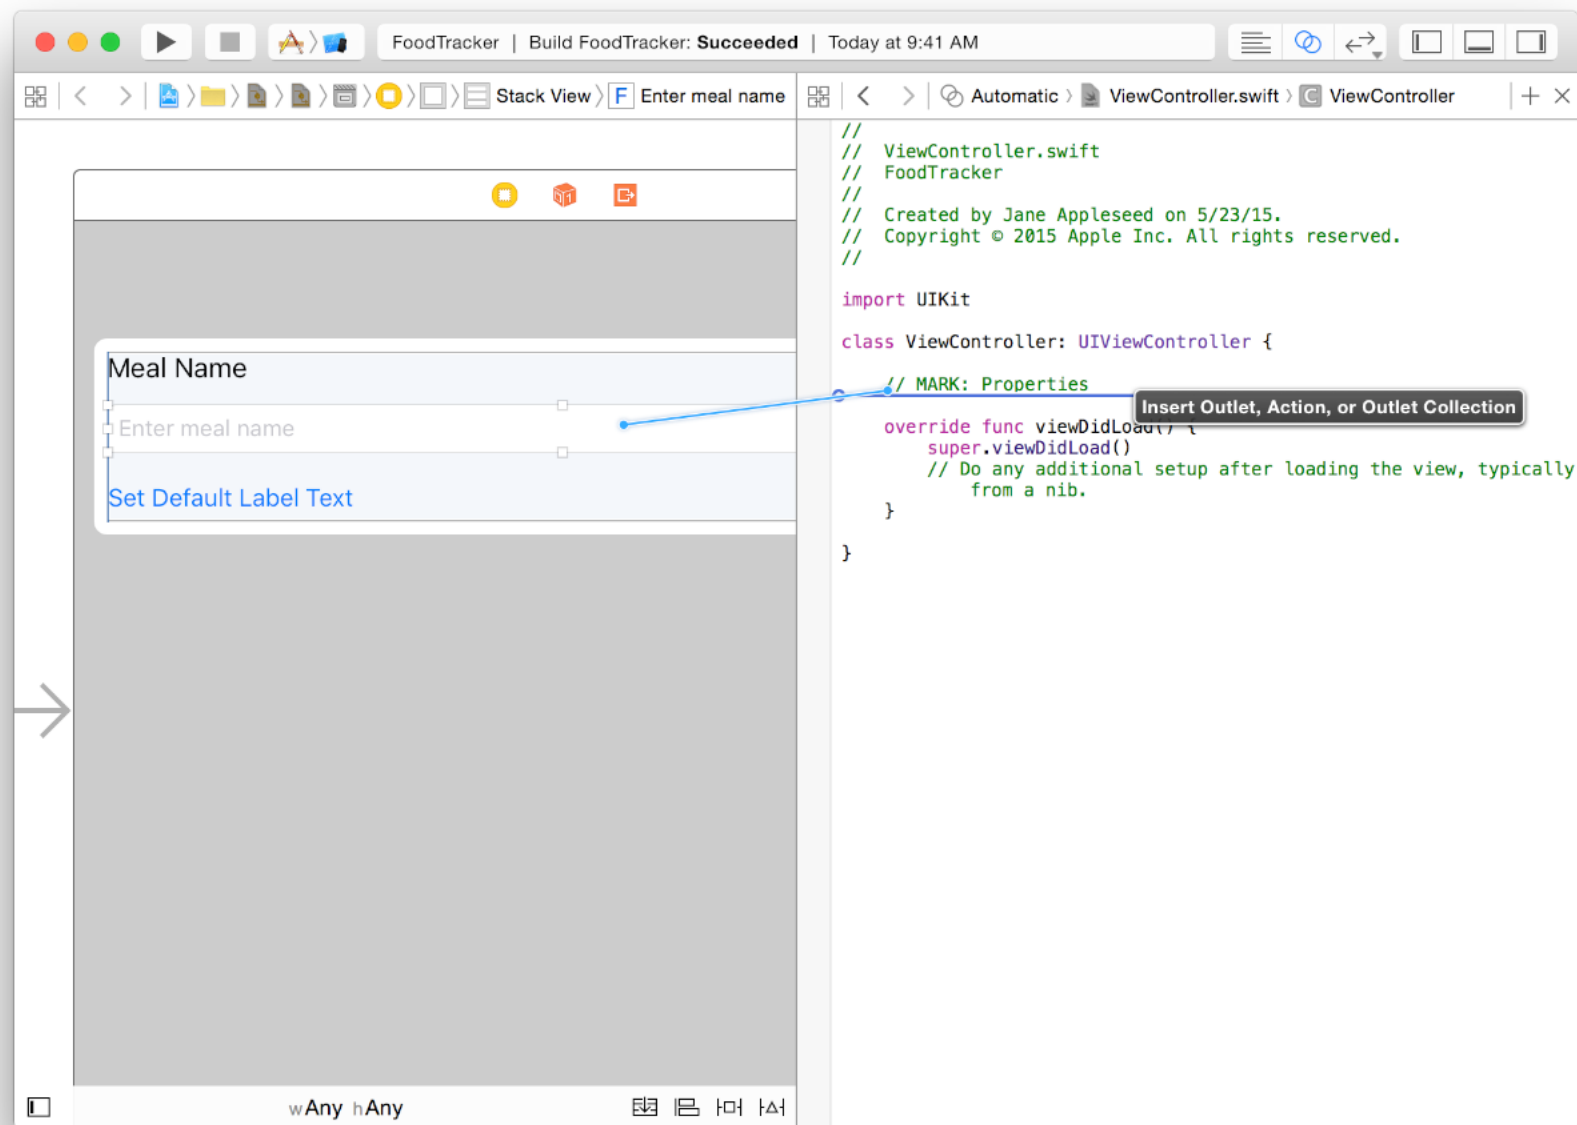 FoodTracker | Build FoodTracker: Succeeded | Today at 9:41 AM
Stack View F Enter meal name
Automatic ViewController.swift C ViewController
Meal Name
Enter meal name
Set Default Label Text
wAny hAny
//
// ViewController.swift
// FoodTracker
//
// Created by Jane Appleseed on 5/23/15.
// Copyright © 2015 Apple Inc. All rights reserved.
//
import UIKit
class ViewController: UIViewController {
// MARK: Properties
Insert Outlet, Action, or Outlet Collection
override func viewDidLoad() {
super.viewDidLoad()
// Do any additional setup after loading the view, typically
from a nib.
}
}